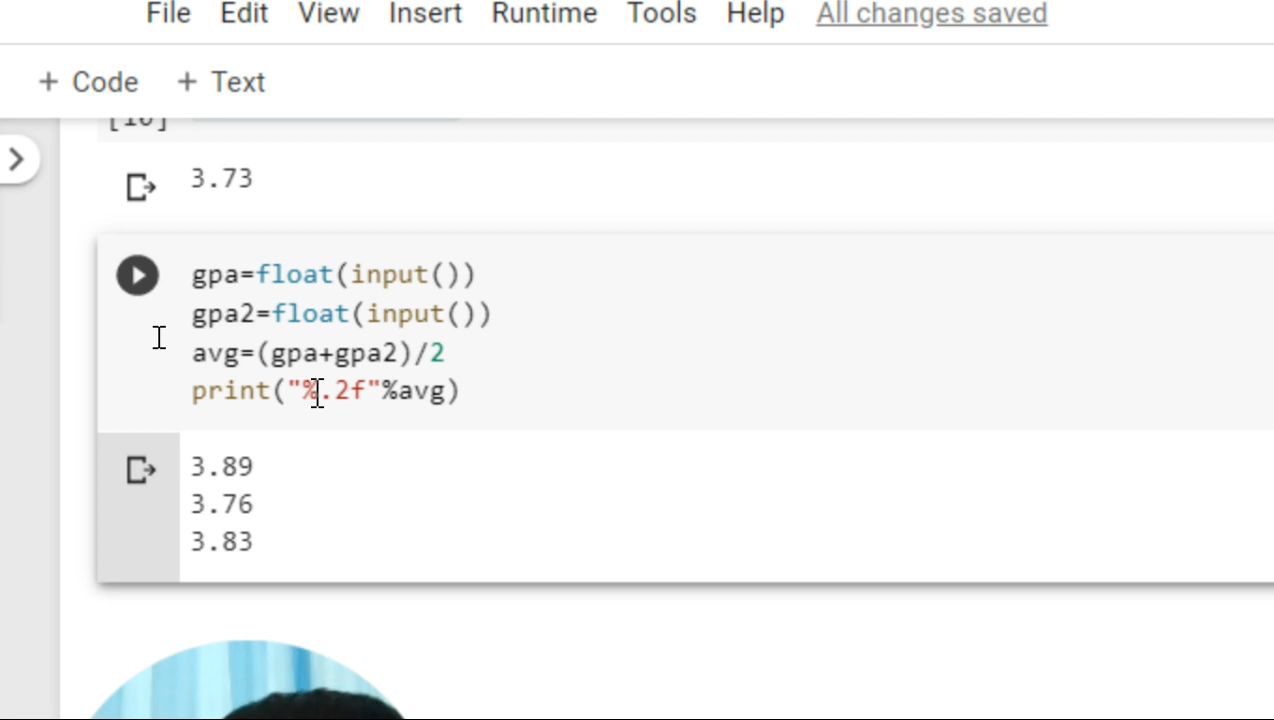 File Edit View Insert Runtime Tools Help All changes saved
+ Code + Text
[10]
3.73
gpa=float(input())
gpa2=float(input())
avg=(gpa+gpa2)/2
print("%.2f"%avg)
3.89
3.76
3.83